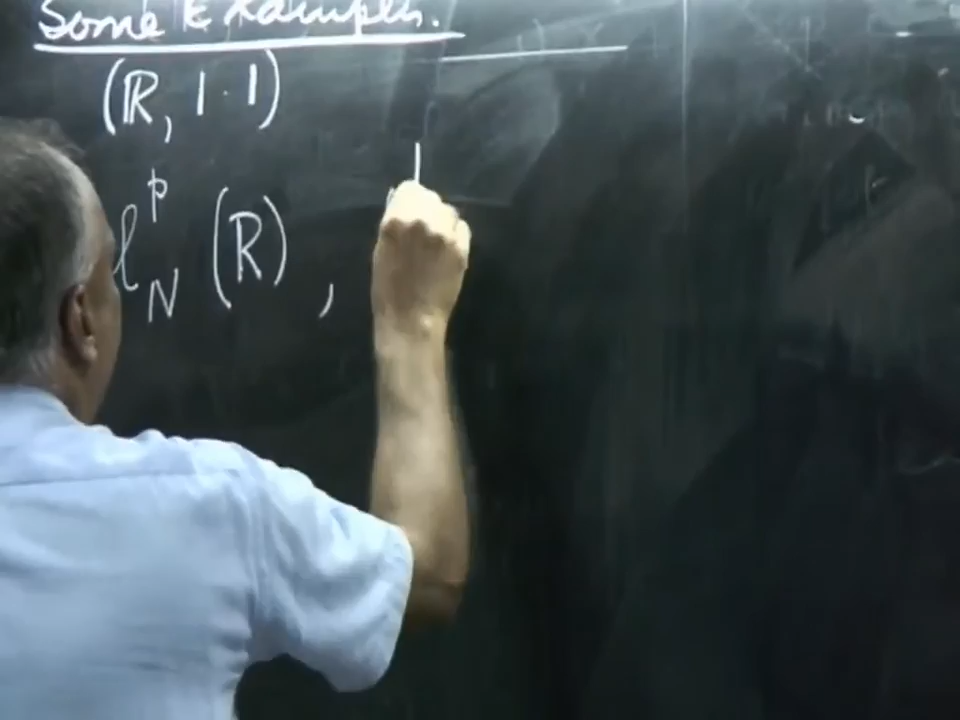 Some Examples.
(ℝ, |·|)
ℓ^p_N (ℝ) ,